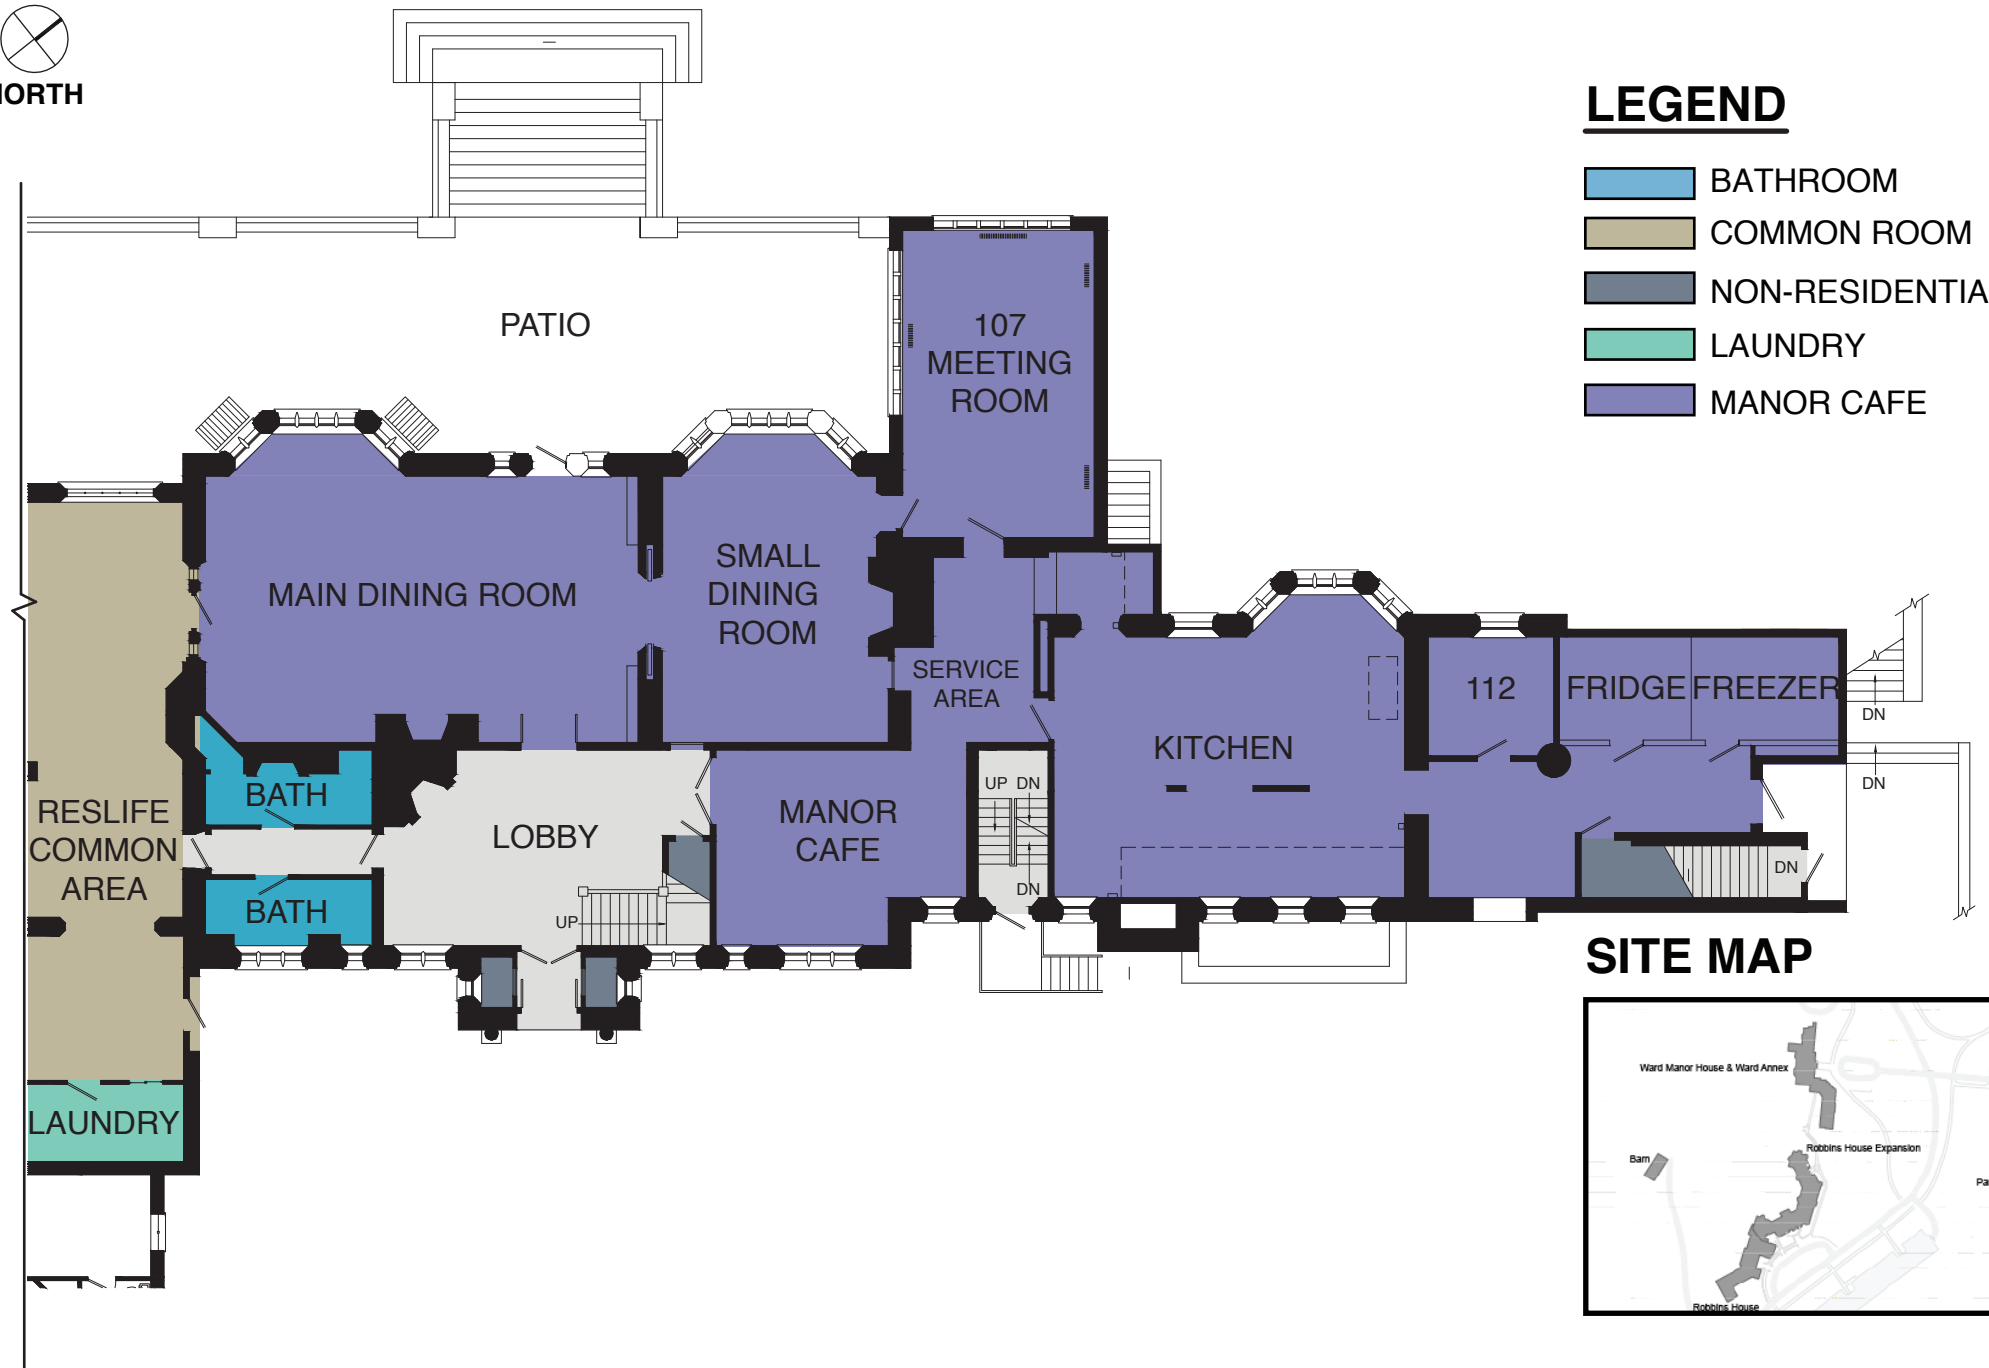 NORTH
LEGEND
BATHROOM
COMMON ROOM
NON-RESIDENTIA
LAUNDRY
MANOR CAFE
PATIO
107
MEETING
ROOM
MAIN DINING ROOM
SMALL
DINING
ROOM
SERVICE
AREA
112
FRIDGE
FREEZER
DN
DN
KITCHEN
BATH
RESLIFE
COMMON
AREA
LOBBY
MANOR
CAFE
UP
DN
DN
DN
BATH
UP
LAUNDRY
SITE MAP
Ward Manor House & Ward Annex
Robbins House Expansion
Barn
Pa
Robbins House